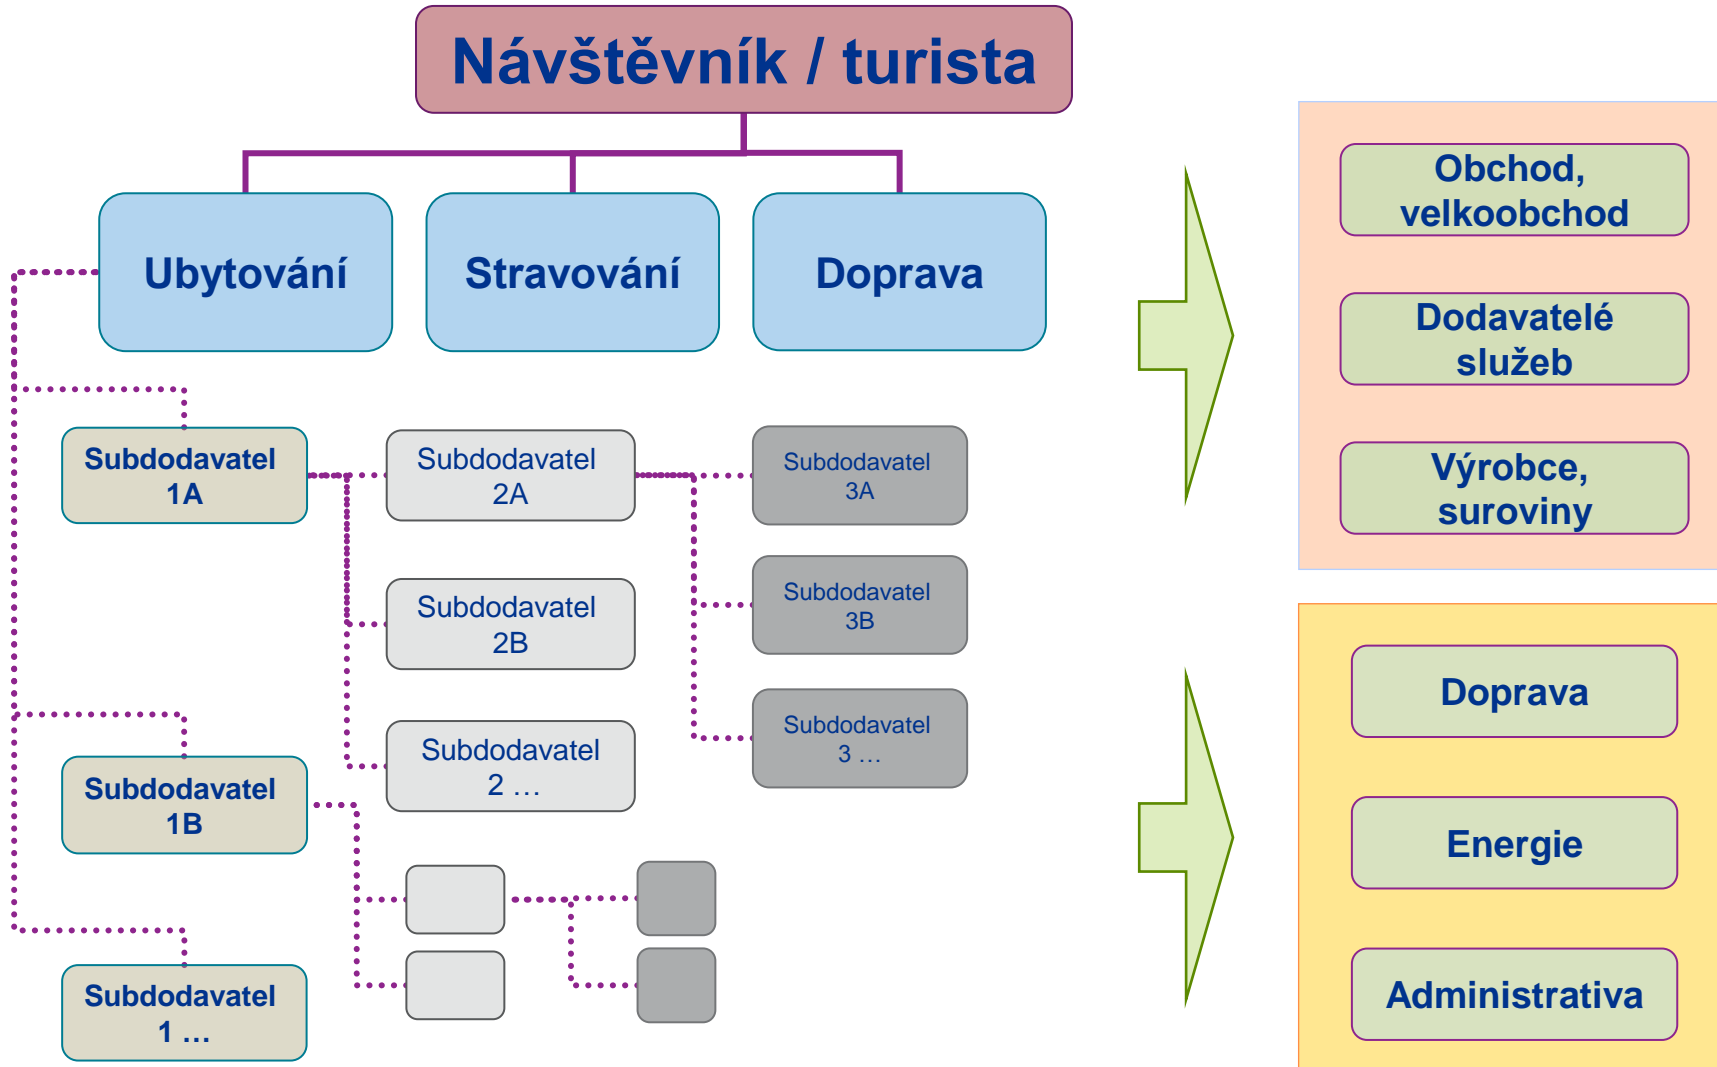 Návštěvník / turista
Ubytování
Stravování
Doprava
Subdodavatel
1A
Subdodavatel
2A
Subdodavatel
3A
Subdodavatel
2B
Subdodavatel
3B
Subdodavatel
2 …
Subdodavatel
3 …
Subdodavatel
1B
Subdodavatel
1 …
Obchod,
velkoobchod
Dodavatelé
služeb
Výrobce,
suroviny
Doprava
Energie
Administrativa